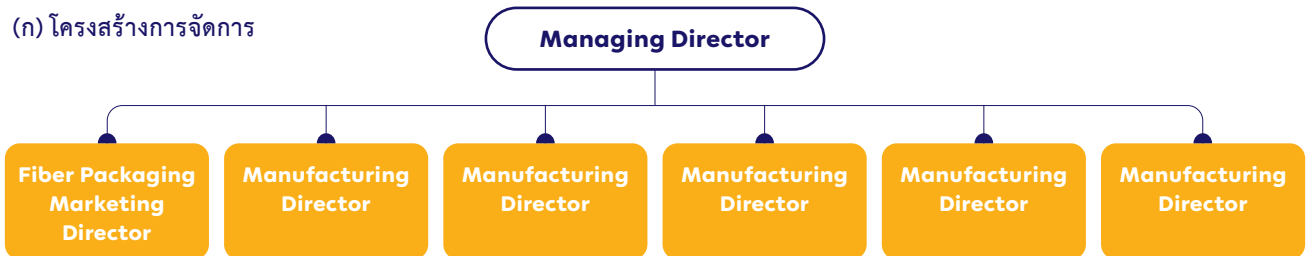 (ก) โครงสร้างการจัดการ
Managing Director
Fiber Packaging
Marketing
Director
Manufacturing
Director
Manufacturing
Director
Manufacturing
Director
Manufacturing
Director
Manufacturing
Director